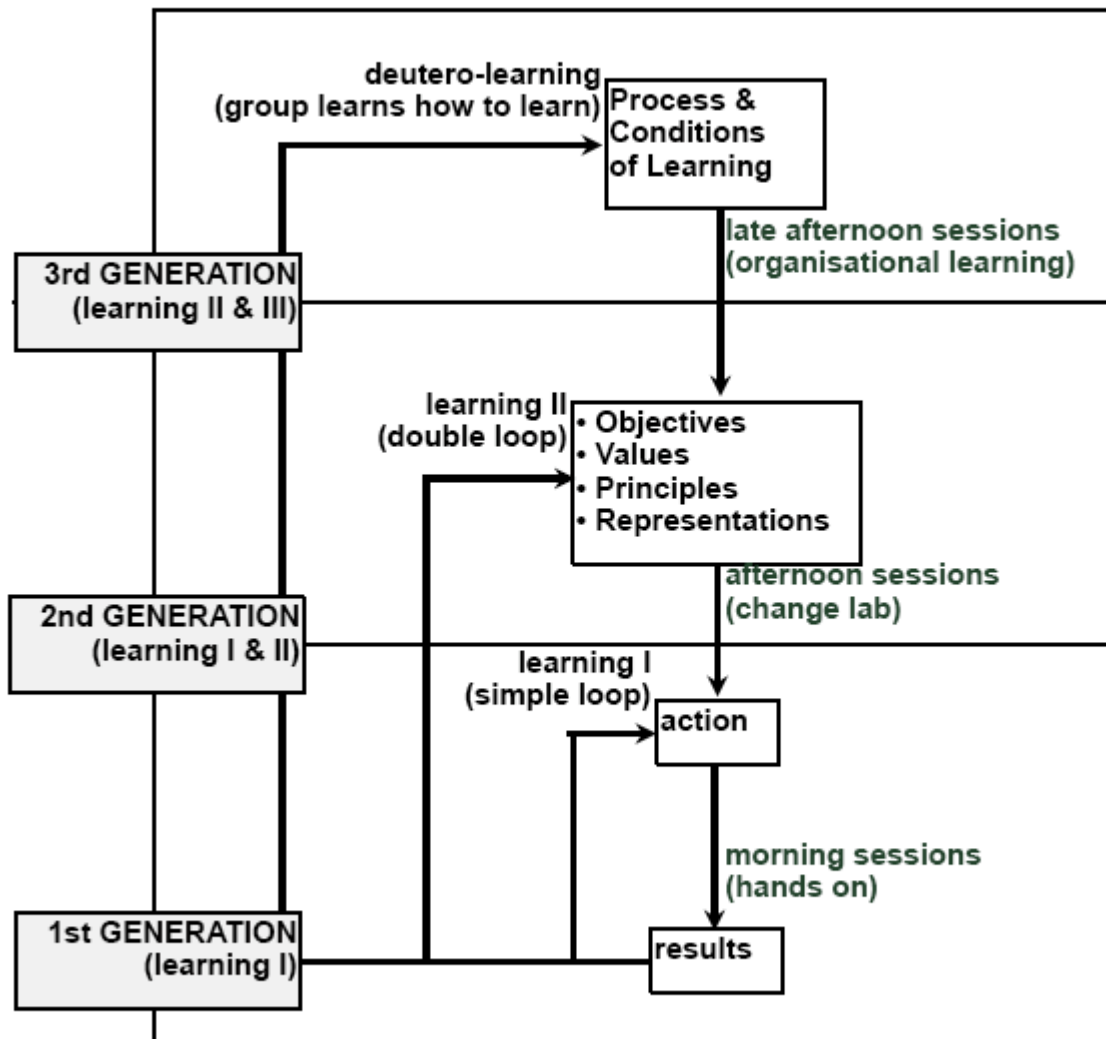 deutero-learning
(group learns how to learn)
Process &
Conditions
of Learning
late afternoon sessions
(organisational learning)
3rd GENERATION
(learning II & III)
learning II
(double loop)
• Objectives
• Values
• Principles
• Representations
afternoon sessions
(change lab)
2nd GENERATION
(learning I & II)
learning I
(simple loop)
action
morning sessions
(hands on)
1st GENERATION
(learning I)
results